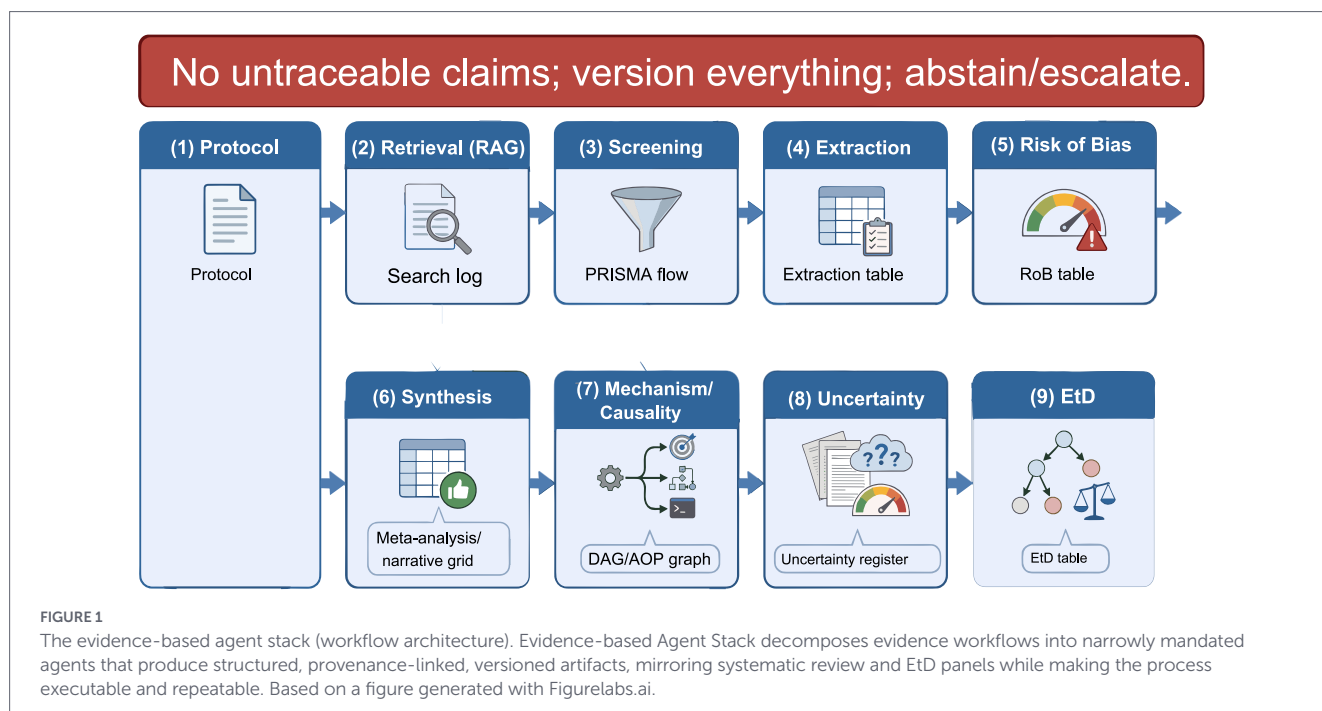 No untraceable claims; version everything; abstain/escalate.
(1) Protocol
Protocol
(2) Retrieval (RAG)
Search log
(3) Screening
PRISMA flow
(4) Extraction
Extraction table
(5) Risk of Bias
RoB table
(6) Synthesis
Meta-analysis/
narrative grid
(7) Mechanism/
Causality
DAG/AOP graph
(8) Uncertainty
???
Uncertainty register
(9) EtD
EtD table
FIGURE 1
The evidence-based agent stack (workflow architecture). Evidence-based Agent Stack decomposes evidence workflows into narrowly mandated
agents that produce structured, provenance-linked, versioned artifacts, mirroring systematic review and EtD panels while making the process
executable and repeatable. Based on a figure generated with Figurelabs.ai.